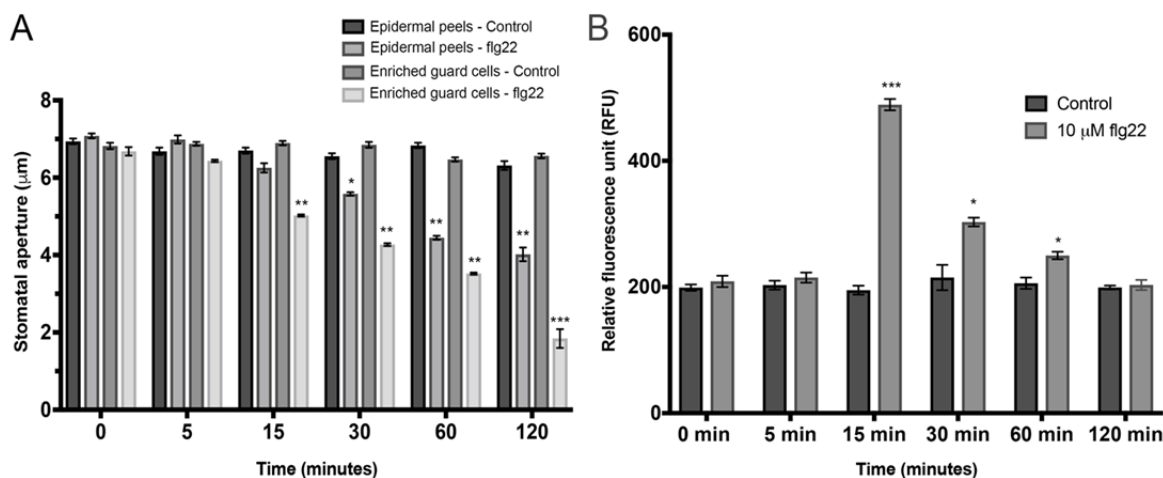 A
Epidermal peels - Control
Epidermal peels - flg22
Enriched guard cells - Control
Enriched guard cells - flg22
Stomatal aperture (μm)
8
6
4
2
0
*
**
**
**
**
**
***
0 5 15 30 60 120
Time (minutes)
B
Control
10 μM flg22
Relative fluorescence unit (RFU)
600
400
200
0
***
*
*
0 min 5 min 15 min 30 min 60 min 120 min
Time (minutes)